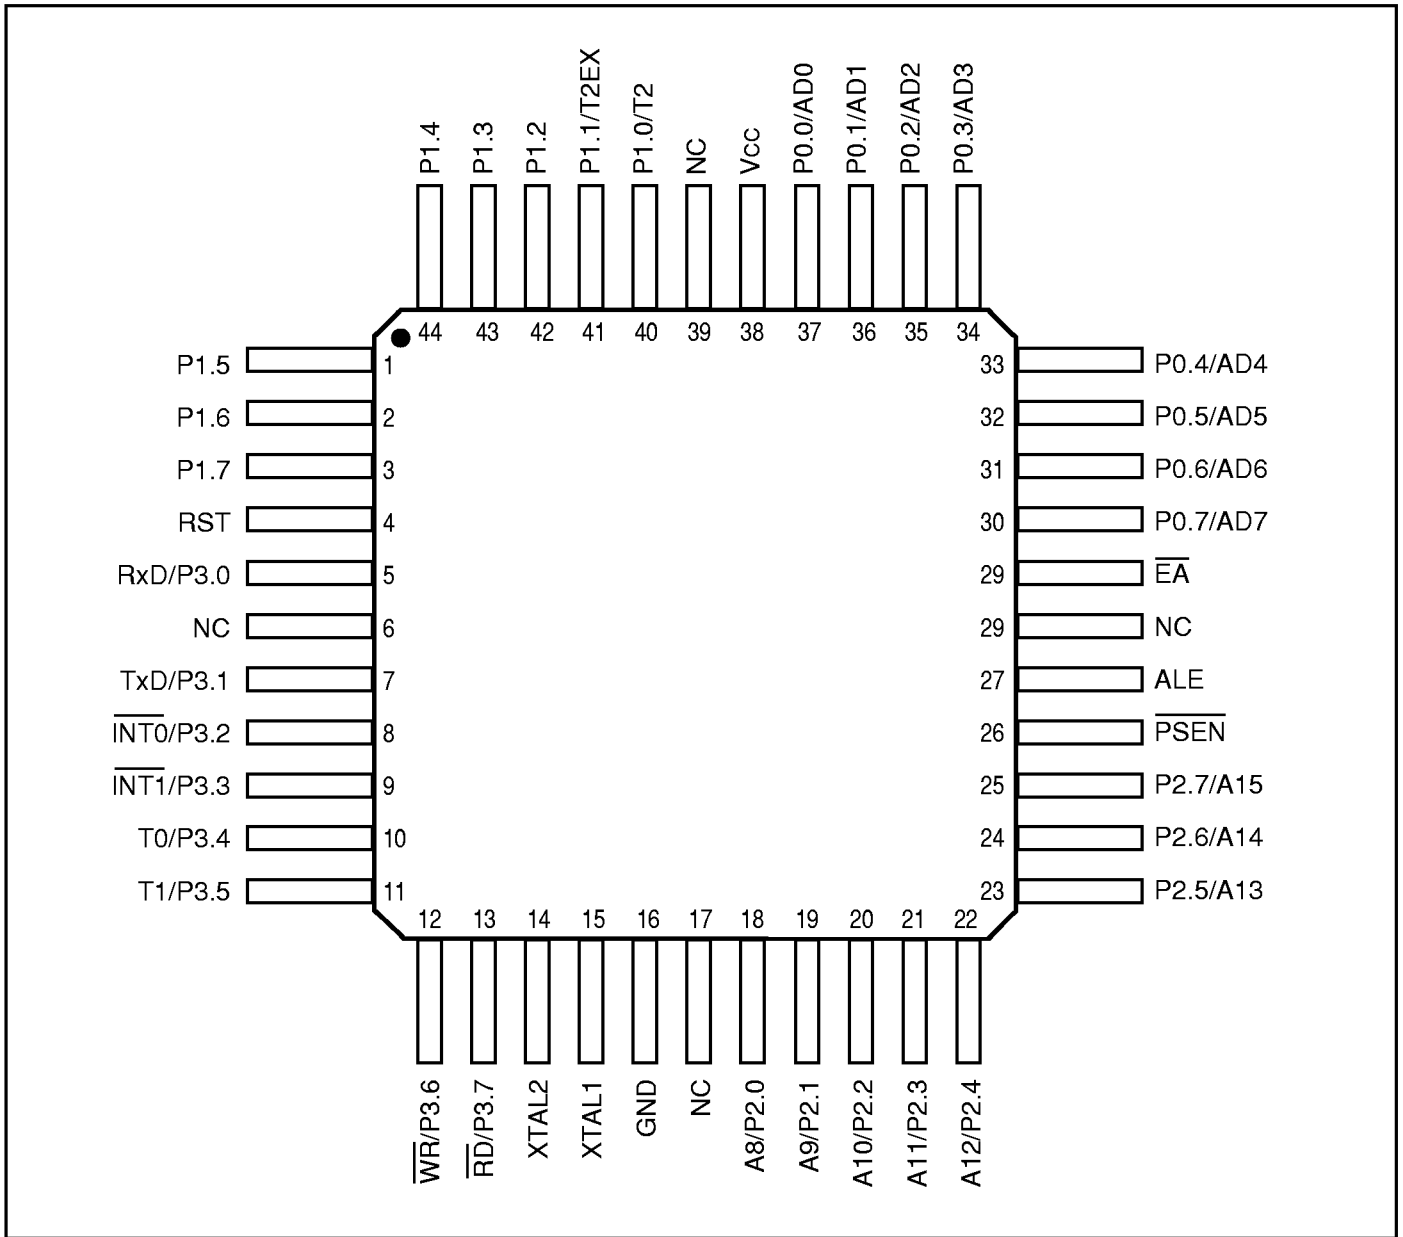 P1.4
P1.3
P1.2
P1.1/T2EX
P1.0/T2
NC
Vcc
P0.0/AD0
P0.1/AD1
P0.2/AD2
P0.3/AD3
44 43 42 41 40 39 38 37 36 35 34
P1.5 1 33 P0.4/AD4
P1.6 2 32 P0.5/AD5
P1.7 3 31 P0.6/AD6
RST 4 30 P0.7/AD7
RxD/P3.0 5 29 E̅A̅
NC 6 29 NC
TxD/P3.1 7 27 ALE
I̅N̅T̅0̅/P3.2 8 26 P̅S̅E̅N̅
I̅N̅T̅1̅/P3.3 9 25 P2.7/A15
T0/P3.4 10 24 P2.6/A14
T1/P3.5 11 23 P2.5/A13
12 13 14 15 16 17 18 19 20 21 22
W̅R̅/P3.6
R̅D̅/P3.7
XTAL2
XTAL1
GND
NC
A8/P2.0
A9/P2.1
A10/P2.2
A11/P2.3
A12/P2.4